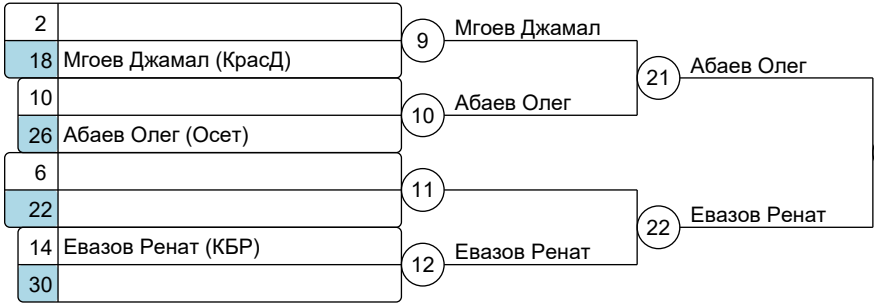 2
18 Мгоев Джамал (КрасД)
9 Мгоев Джамал
10
26 Абаев Олег (Осет)
10 Абаев Олег
21 Абаев Олег
6
22
11
14 Евазов Ренат (КБР)
30
12 Евазов Ренат
22 Евазов Ренат